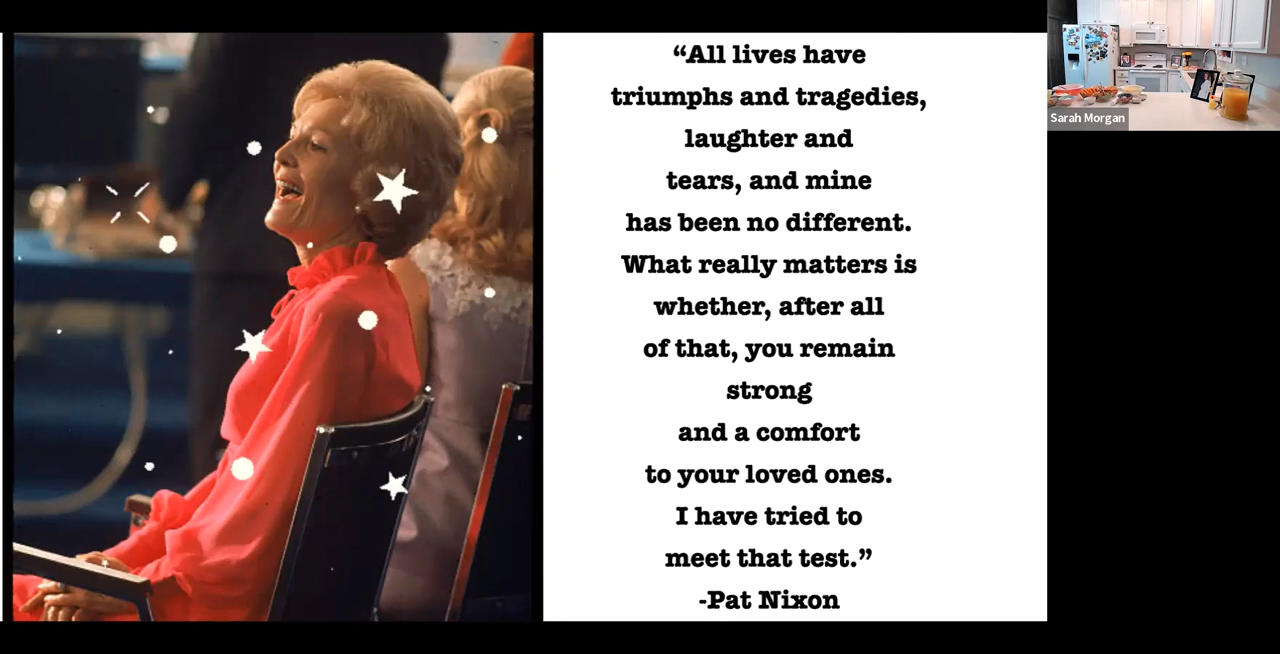 “All lives have
triumphs and tragedies,
laughter and
tears, and mine
has been no different.
What really matters is
whether, after all
of that, you remain
strong
and a comfort
to your loved ones.
I have tried to
meet that test.”
-Pat Nixon
Sarah Morgan